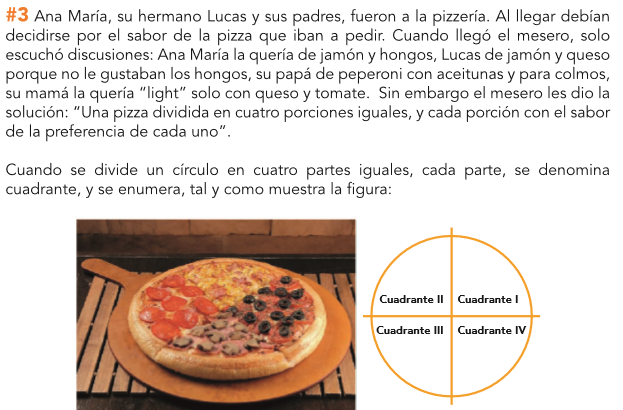 #3 Ana María, su hermano Lucas y sus padres, fueron a la pizzería. Al llegar debían
decidirse por el sabor de la pizza que iban a pedir. Cuando llegó el mesero, solo
escuchó discusiones: Ana María la quería de jamón y hongos, Lucas de jamón y queso
porque no le gustaban los hongos, su papá de peperoni con aceitunas y para colmos,
su mamá la quería “light” solo con queso y tomate. Sin embargo el mesero les dio la
solución: “Una pizza dividida en cuatro porciones iguales, y cada porción con el sabor
de la preferencia de cada uno”.
Cuando se divide un círculo en cuatro partes iguales, cada parte, se denomina
cuadrante, y se enumera, tal y como muestra la figura:
Cuadrante II Cuadrante I
Cuadrante III Cuadrante IV